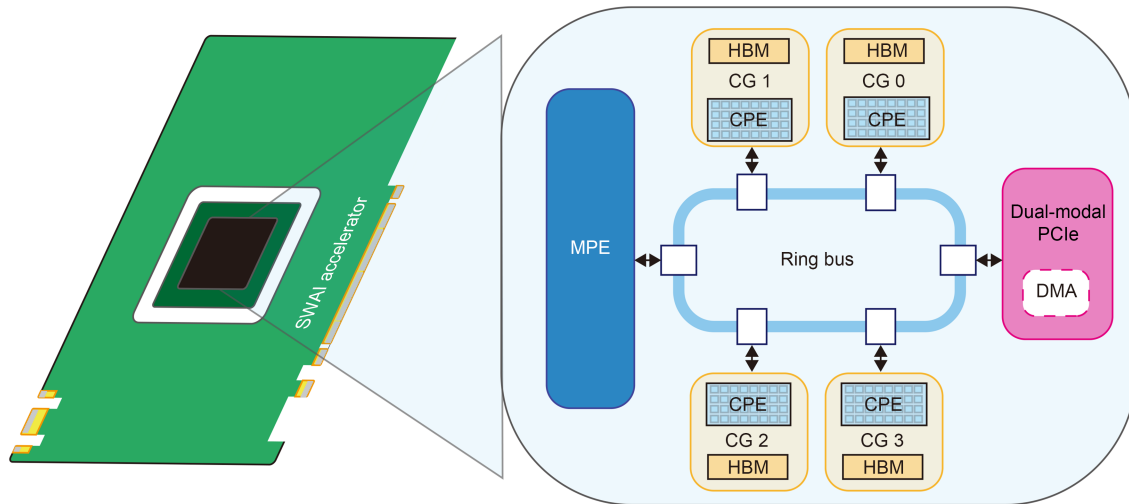 SWAI accelerator
HBM
CG 1
CPE
HBM
CG 0
CPE
MPE
Ring bus
Dual-modal
PCIe
DMA
CPE
CG 2
HBM
CPE
CG 3
HBM